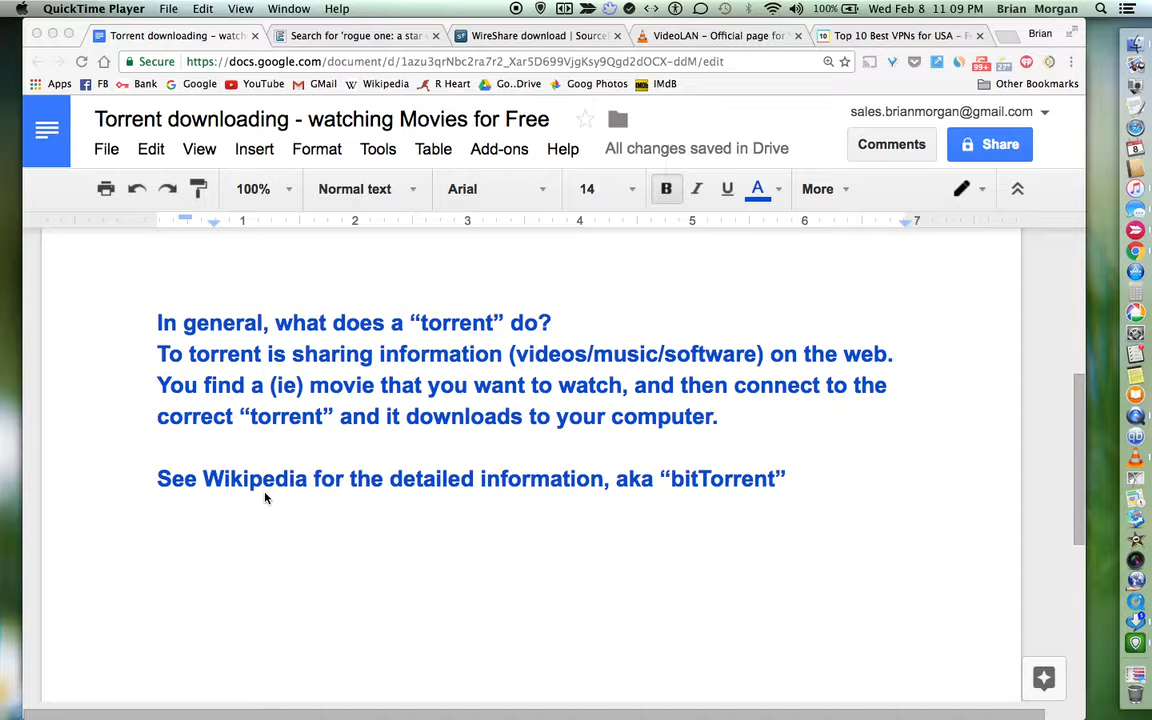 QuickTime Player File Edit View Window Help 100% Wed Feb 8 11:09 PM Brian Morgan
Torrent downloading - watch Search for 'rogue one: a star WireShare download | Source VideoLAN - Official page for Top 10 Best VPNs for USA - F Brian
Secure https://docs.google.com/document/d/1azu3qrNbc2ra7r2_Xar5D699VjgKsy9Qgd2dOCX-ddM/edit
Apps FB Bank Google YouTube GMail Wikipedia R Heart Go..Drive Goog Photos IMDb Other Bookmarks
Torrent downloading - watching Movies for Free sales.brianmorgan@gmail.com
File Edit View Insert Format Tools Table Add-ons Help All changes saved in Drive Comments Share
100% Normal text Arial 14 B I U A More
1 2 3 4 5 6 7
In general, what does a “torrent” do?
To torrent is sharing information (videos/music/software) on the web.
You find a (ie) movie that you want to watch, and then connect to the
correct “torrent” and it downloads to your computer.
See Wikipedia for the detailed information, aka “bitTorrent”